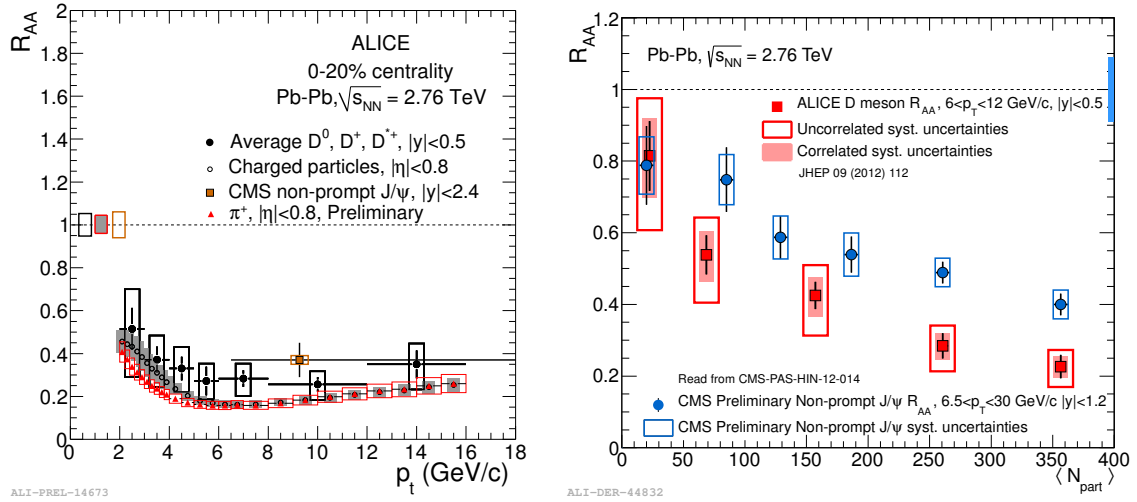 R_AA
2
1.8
1.6
1.4
1.2
1
0.8
0.6
0.4
0.2
0
ALICE
0-20% centrality
Pb-Pb, √s_NN = 2.76 TeV
Average D^0, D^+, D^*+, |y|<0.5
Charged particles, |η|<0.8
CMS non-prompt J/ψ, |y|<2.4
π^+, |η|<0.8, Preliminary
0 2 4 6 8 10 12 14 16 18
p_t (GeV/c)
ALI-PREL-14673
R_AA
1.2
1
0.8
0.6
0.4
0.2
Pb-Pb, √s_NN = 2.76 TeV
ALICE D meson R_AA, 6<p_T<12 GeV/c, |y|<0.5
Uncorrelated syst. uncertainties
Correlated syst. uncertainties
JHEP 09 (2012) 112
Read from CMS-PAS-HIN-12-014
CMS Preliminary Non-prompt J/ψ R_AA, 6.5<p_T<30 GeV/c |y|<1.2
CMS Preliminary Non-prompt J/ψ syst. uncertainties
0 50 100 150 200 250 300 350 400
⟨N_part⟩
ALI-DER-44832